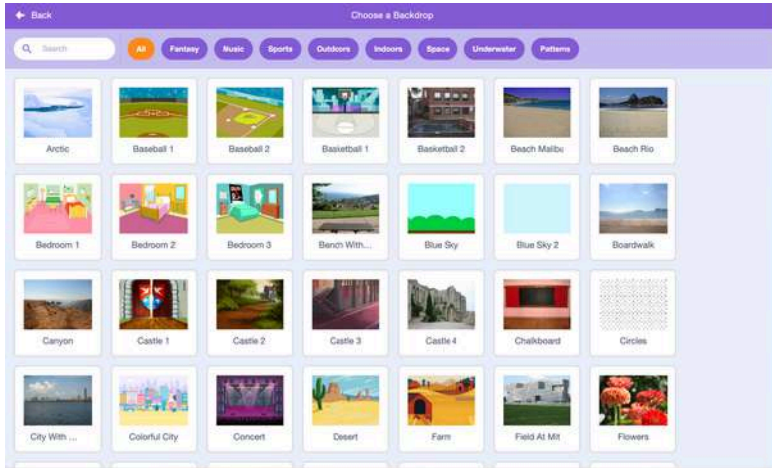 Back
Choose a Backdrop
Search
All Fantasy Music Sports Outdoors Indoors Space Underwater Patterns
Arctic Baseball 1 Baseball 2 Basketball 1 Basketball 2 Beach Malibu Beach Rio
Bedroom 1 Bedroom 2 Bedroom 3 Bench With... Blue Sky Blue Sky 2 Boardwalk
Canyon Castle 1 Castle 2 Castle 3 Castle 4 Chalkboard Circles
City With ... Colorful City Concert Desert Farm Field At Mit Flowers